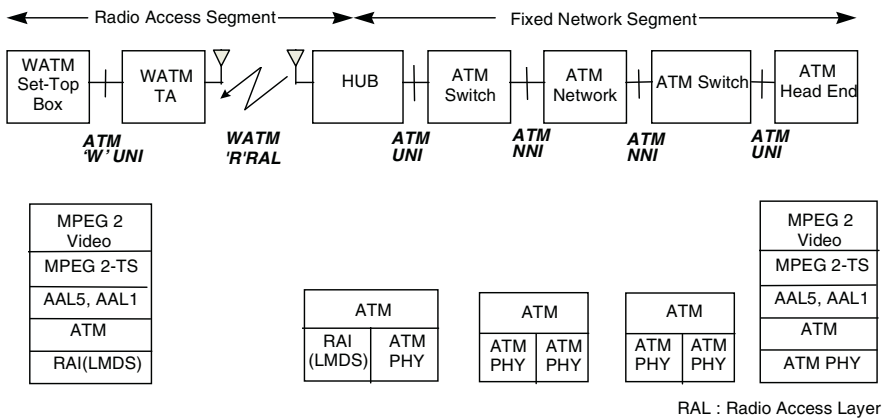 Radio Access Segment
Fixed Network Segment
WATM
Set-Top
Box
WATM
TA
HUB
ATM
Switch
ATM
Network
ATM Switch
ATM
Head End
ATM
'W' UNI
WATM
'R'RAL
ATM
UNI
ATM
NNI
ATM
NNI
ATM
UNI
MPEG 2
Video
MPEG 2-TS
AAL5, AAL1
ATM
RAI(LMDS)
ATM
RAI
(LMDS)
ATM
PHY
ATM
ATM
PHY
ATM
PHY
ATM
ATM
PHY
ATM
PHY
MPEG 2
Video
MPEG 2-TS
AAL5, AAL1
ATM
ATM PHY
RAL : Radio Access Layer